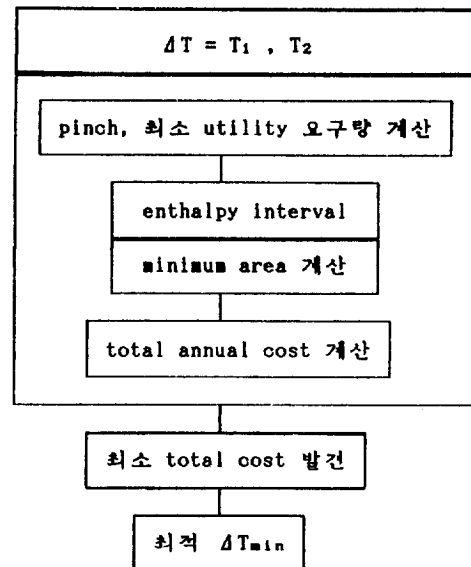 ΔT = T₁ , T₂
pinch, 최소 utility 요구량 계산
enthalpy interval
minimum area 계산
total annual cost 계산
최소 total cost 발견
최적 ΔTmin